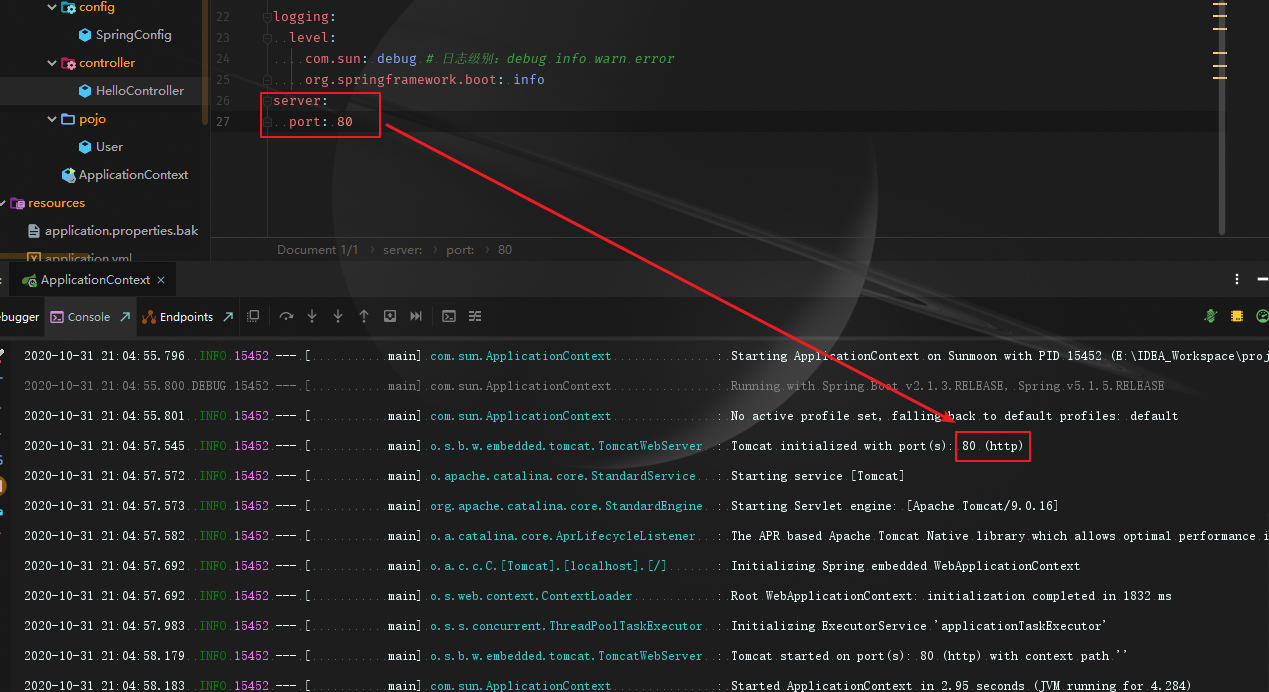 config
SpringConfig
controller
HelloController
pojo
User
ApplicationContext
resources
application.properties.bak
application.yml
22 logging:
23 level:
24 com.sun: debug # 日志级别：debug info warn error
25 org.springframework.boot: info
26 server:
27 port: 80
Document 1/1 › server: › port: › 80
ApplicationContext ×
ebugger Console Endpoints
2020-10-31 21:04:55.796 INFO 15452 --- [ main] com.sun.ApplicationContext : Starting ApplicationContext on Sunmoon with PID 15452 (E:\IDEA_Workspace\proj
2020-10-31 21:04:55.800 DEBUG 15452 --- [ main] com.sun.ApplicationContext : Running with Spring Boot v2.1.3.RELEASE, Spring v5.1.5.RELEASE
2020-10-31 21:04:55.801 INFO 15452 --- [ main] com.sun.ApplicationContext : No active profile set, falling back to default profiles: default
2020-10-31 21:04:57.545 INFO 15452 --- [ main] o.s.b.w.embedded.tomcat.TomcatWebServer : Tomcat initialized with port(s): 80 (http)
2020-10-31 21:04:57.572 INFO 15452 --- [ main] o.apache.catalina.core.StandardService : Starting service [Tomcat]
2020-10-31 21:04:57.573 INFO 15452 --- [ main] org.apache.catalina.core.StandardEngine : Starting Servlet engine: [Apache Tomcat/9.0.16]
2020-10-31 21:04:57.582 INFO 15452 --- [ main] o.a.catalina.core.AprLifecycleListener : The APR based Apache Tomcat Native library which allows optimal performance i
2020-10-31 21:04:57.692 INFO 15452 --- [ main] o.a.c.c.C.[Tomcat].[localhost].[/] : Initializing Spring embedded WebApplicationContext
2020-10-31 21:04:57.692 INFO 15452 --- [ main] o.s.web.context.ContextLoader : Root WebApplicationContext: initialization completed in 1832 ms
2020-10-31 21:04:57.983 INFO 15452 --- [ main] o.s.s.concurrent.ThreadPoolTaskExecutor : Initializing ExecutorService 'applicationTaskExecutor'
2020-10-31 21:04:58.179 INFO 15452 --- [ main] o.s.b.w.embedded.tomcat.TomcatWebServer : Tomcat started on port(s): 80 (http) with context path ''
2020-10-31 21:04:58.183 INFO 15452 --- [ main] com.sun.ApplicationContext : Started ApplicationContext in 2.95 seconds (JVM running for 4.284)